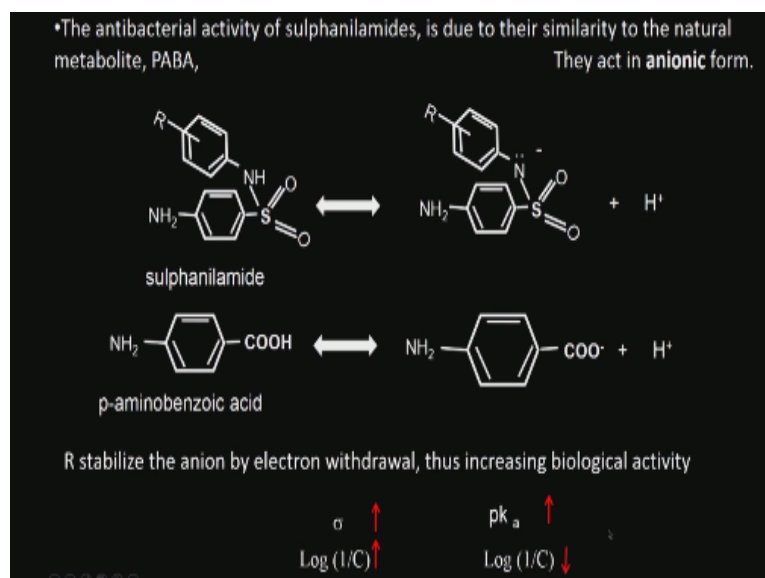 •The antibacterial activity of sulphanilamides, is due to their similarity to the natural
metabolite, PABA, They act in anionic form.
R
NH
O
NH₂ S
O
R
N̈ -
O
NH₂ S + H⁺
O
sulphanilamide
NH₂ COOH
NH₂ COO⁻ + H⁺
p-aminobenzoic acid
R stabilize the anion by electron withdrawal, thus increasing biological activity
σ ↑ pk a ↑
Log (1/C)↑ Log (1/C)↓